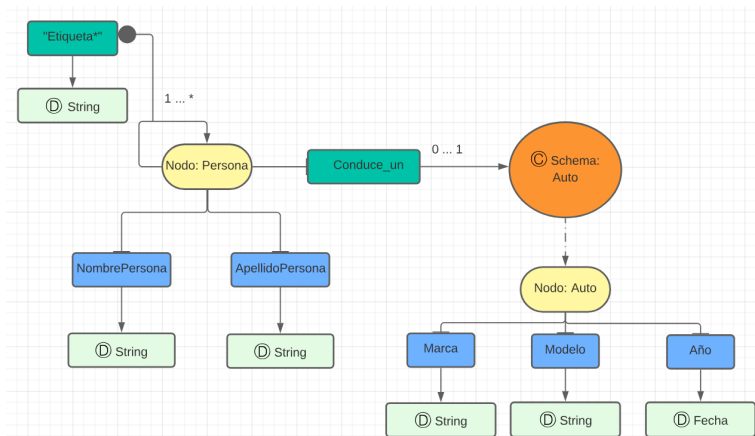 "Etiqueta*"
Ⓓ String
1 ... *
Nodo: Persona
Conduce_un
0 ... 1
Ⓒ Schema:
Auto
NombrePersona
ApellidoPersona
Nodo: Auto
Ⓓ String
Ⓓ String
Marca
Modelo
Año
Ⓓ String
Ⓓ String
Ⓓ Fecha